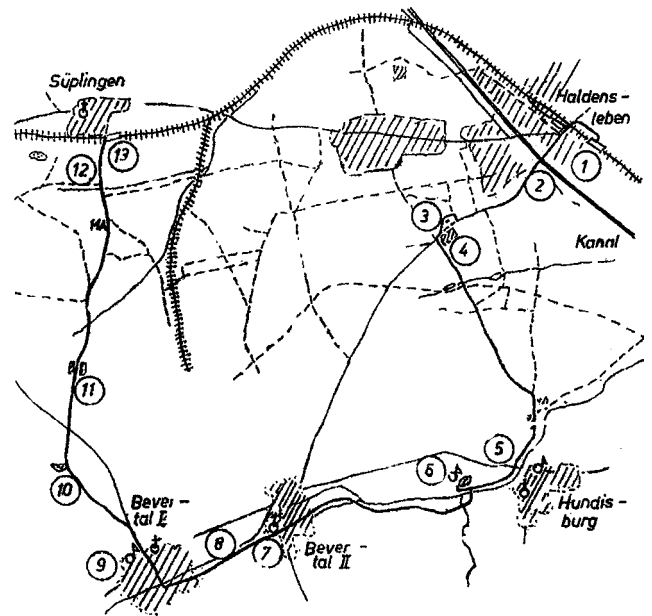 Süplingen
Haldens-
leben
1
2
13
12
3
4
14A
Kanal
11
5
6
10
Hundis-
burg
Bever-
tal I
8
7
Bever-
tal II
9